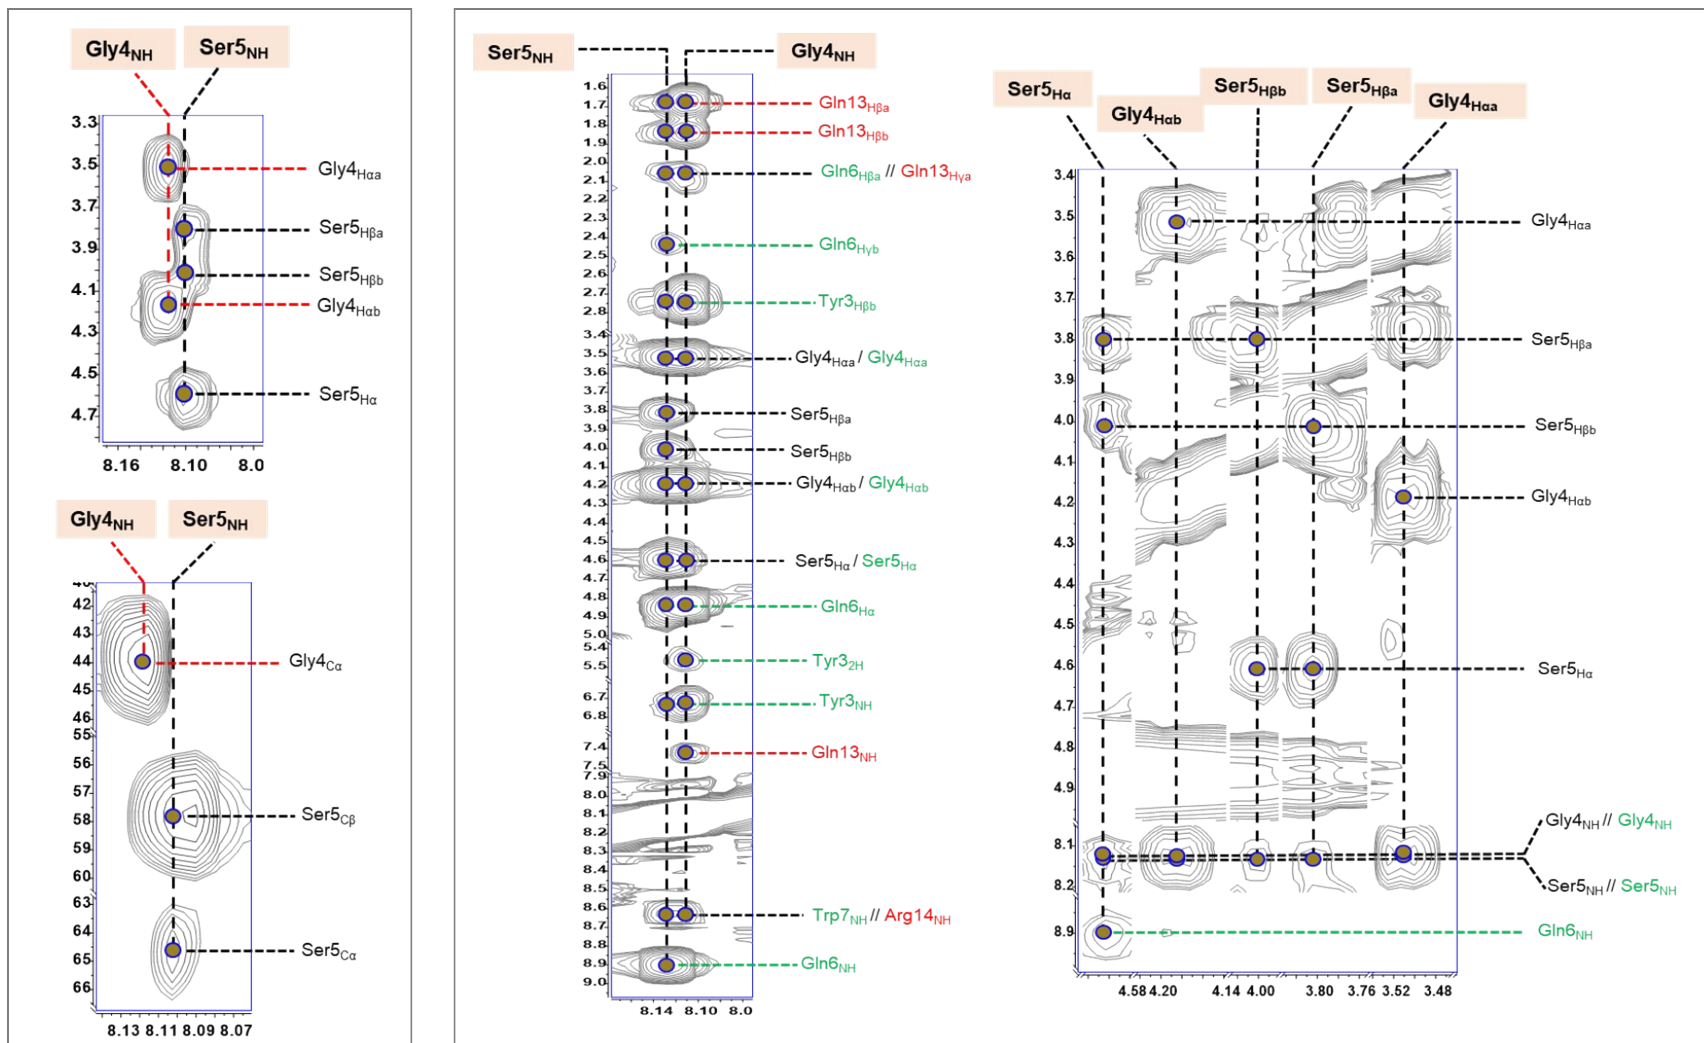 Gly4NH
Ser5NH
3.3
3.5
3.7
3.9
4.1
4.3
4.5
4.7
Gly4Hαa
Ser5Hβa
Ser5Hβb
Gly4Hαb
Ser5Hα
8.16 8.10 8.0
Gly4NH
Ser5NH
42
43
44
45
46
55
56
57
58
59
60
63
64
65
66
Gly4Cα
Ser5Cβ
Ser5Cα
8.13 8.11 8.09 8.07
Ser5NH
Gly4NH
1.6
1.7
1.8
1.9
2.0
2.1
2.2
2.3
2.4
2.5
2.6
2.7
2.8
3.4
3.5
3.6
3.7
3.8
3.9
4.0
4.1
4.2
4.3
4.4
4.5
4.6
4.7
4.8
4.9
5.0
5.4
5.5
6.7
6.8
7.4
7.5
7.9
8.0
8.1
8.2
8.3
8.4
8.5
8.6
8.7
8.8
8.9
9.0
Gln13Hβa
Gln13Hβb
Gln6Hβa // Gln13Hγa
Gln6Hγb
Tyr3Hβb
Gly4Hαa / Gly4Hαa
Ser5Hβa
Ser5Hβb
Gly4Hαb / Gly4Hαb
Ser5Hα / Ser5Hα
Gln6Hα
Tyr32H
Tyr3NH
Gln13NH
Trp7NH // Arg14NH
Gln6NH
8.14 8.10 8.0
Ser5Hα
Gly4Hαb
Ser5Hβb
Ser5Hβa
Gly4Hαa
3.4
3.5
3.6
3.7
3.8
3.9
4.0
4.1
4.2
4.3
4.4
4.5
4.6
4.7
4.8
4.9
8.1
8.2
8.9
Gly4Hαa
Ser5Hβa
Ser5Hβb
Gly4Hαb
Ser5Hα
Gly4NH // Gly4NH
Ser5NH // Ser5NH
Gln6NH
4.58 4.20 4.14 4.00 3.80 3.76 3.52 3.48